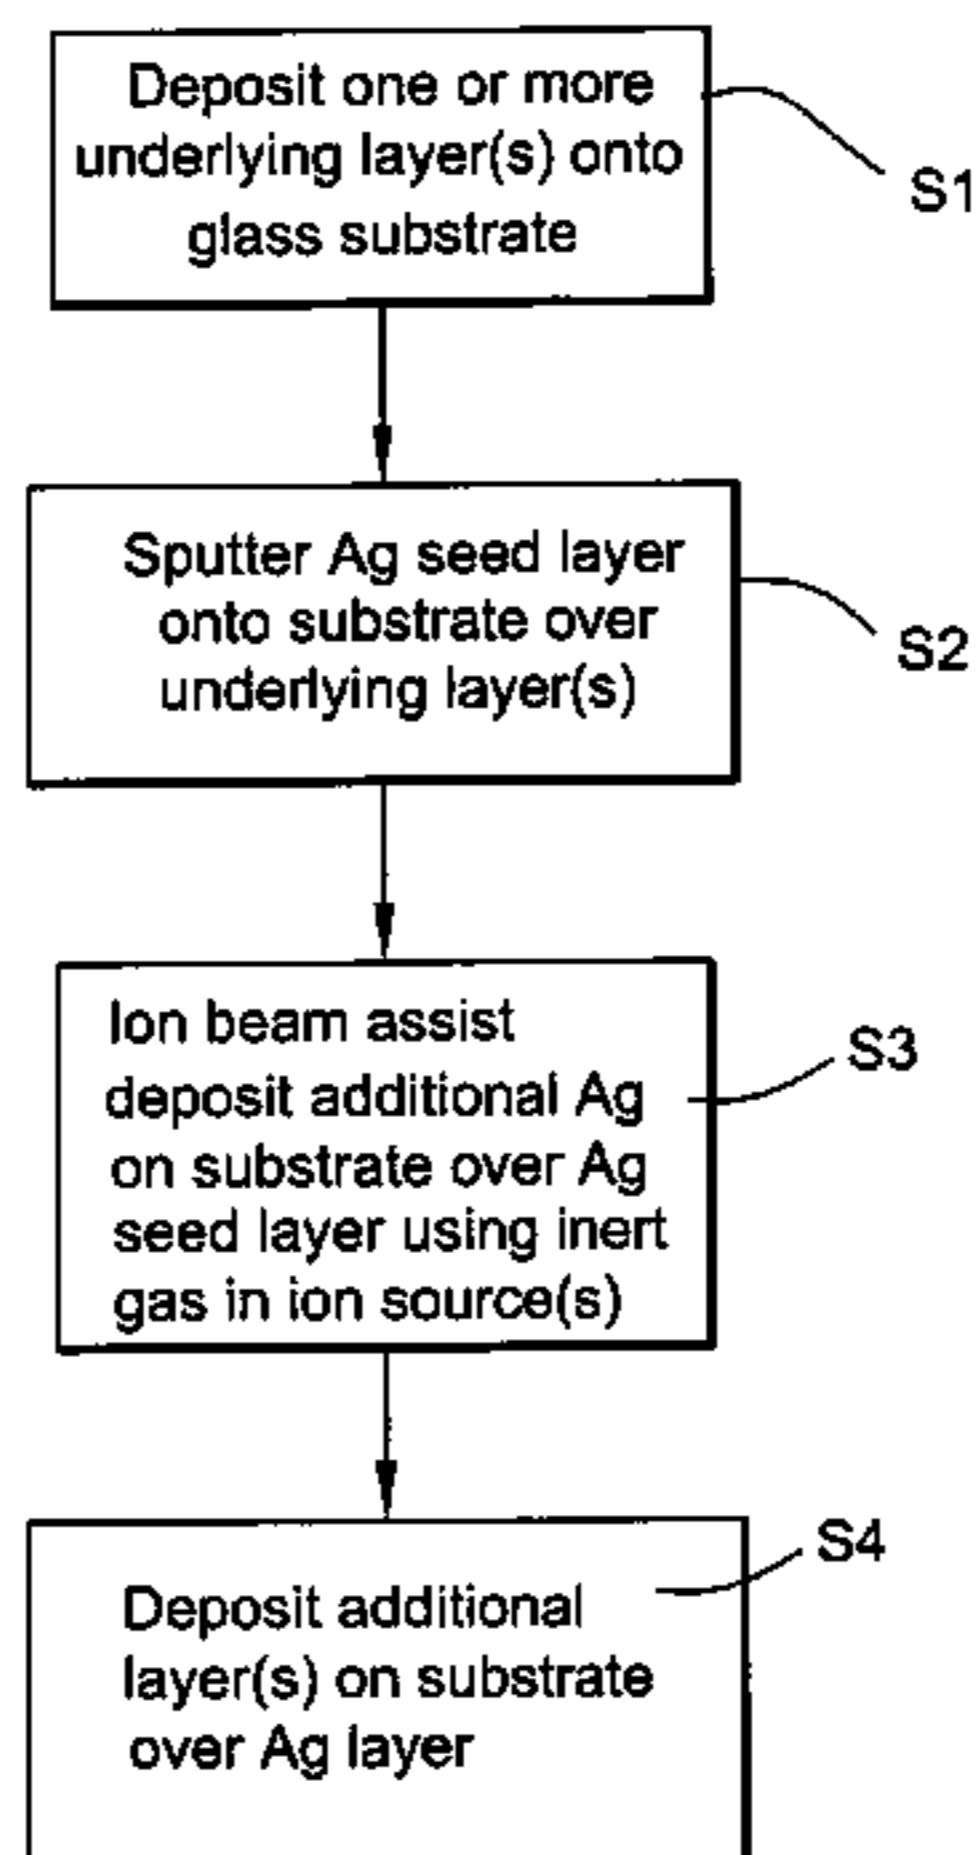 Deposit one or more
underlying layer(s) onto
glass substrate
S1
Sputter Ag seed layer
onto substrate over
underlying layer(s)
S2
Ion beam assist
deposit additional Ag
on substrate over Ag
seed layer using inert
gas in ion source(s)
S3
Deposit additional
layer(s) on substrate
over Ag layer
S4